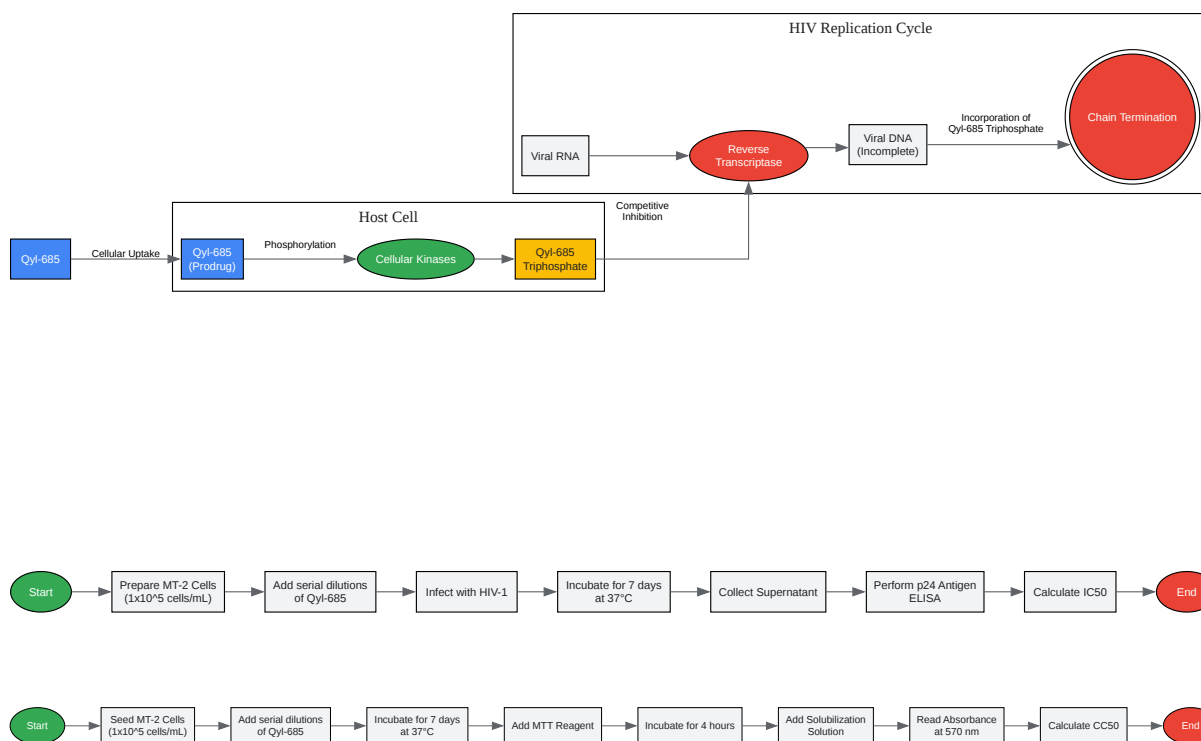 HIV Replication Cycle
Viral RNA
Reverse
Transcriptase
Viral DNA
(Incomplete)
Incorporation of
Qyl-685 Triphosphate
Chain Termination
Competitive
Inhibition
Host Cell
Qyl-685
Cellular Uptake
Qyl-685
(Prodrug)
Phosphorylation
Cellular Kinases
Qyl-685
Triphosphate
Start
Prepare MT-2 Cells
(1x10^5 cells/mL)
Add serial dilutions
of Qyl-685
Infect with HIV-1
Incubate for 7 days
at 37°C
Collect Supernatant
Perform p24 Antigen
ELISA
Calculate IC50
End
Start
Seed MT-2 Cells
(1x10^5 cells/mL)
Add serial dilutions
of Qyl-685
Incubate for 7 days
at 37°C
Add MTT Reagent
Incubate for 4 hours
Add Solubilization
Solution
Read Absorbance
at 570 nm
Calculate CC50
End